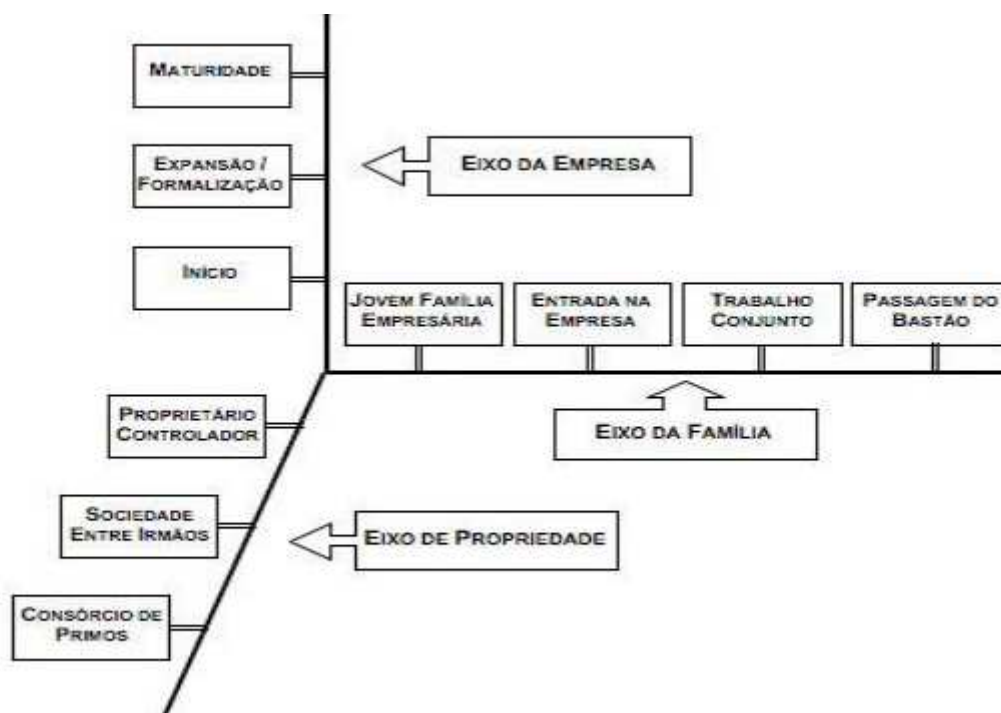 MATURIDADE
EXPANSÃO /
FORMALIZAÇÃO
EIXO DA EMPRESA
INÍCIO
JOVEM FAMÍLIA
EMPRESÁRIA
ENTRADA NA
EMPRESA
TRABALHO
CONJUNTO
PASSAGEM DO
BASTÃO
PROPRIETÁRIO
CONTROLADOR
EIXO DA FAMÍLIA
SOCIEDADE
ENTRE IRMÃOS
EIXO DE PROPRIEDADE
CONSÓRCIO DE
PRIMOS